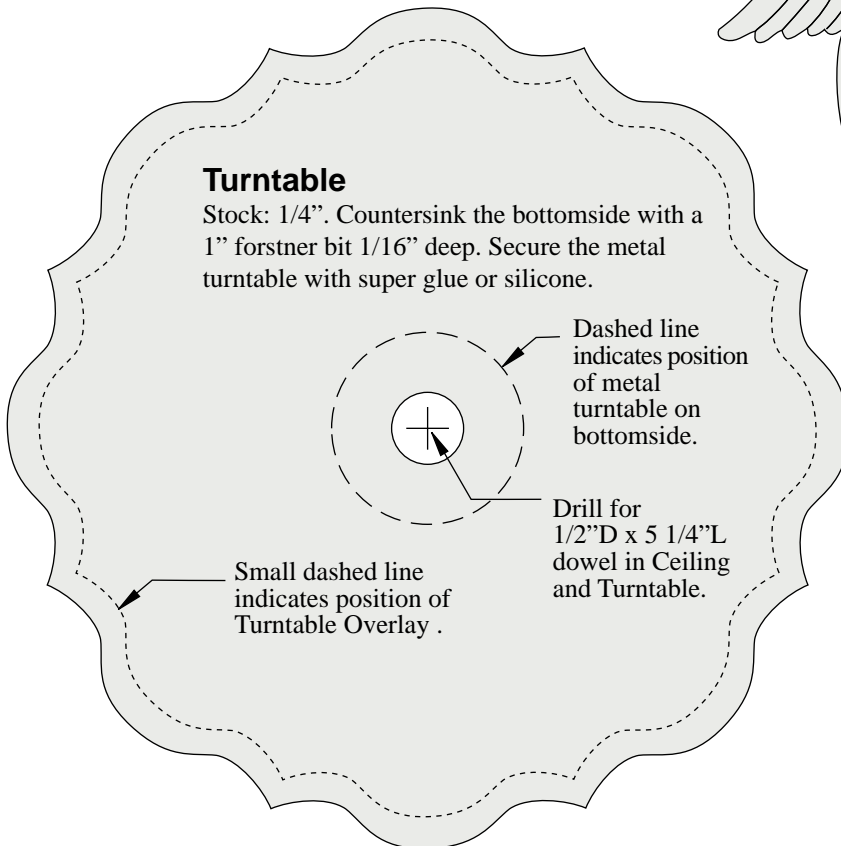 Turntable
Stock: 1/4”. Countersink the bottomside with a
1” forstner bit 1/16” deep. Secure the metal
turntable with super glue or silicone.
Dashed line
indicates position
of metal
turntable on
bottomside.
Drill for
1/2”D x 5 1/4”L
dowel in Ceiling
and Turntable.
Small dashed line
indicates position of
Turntable Overlay .